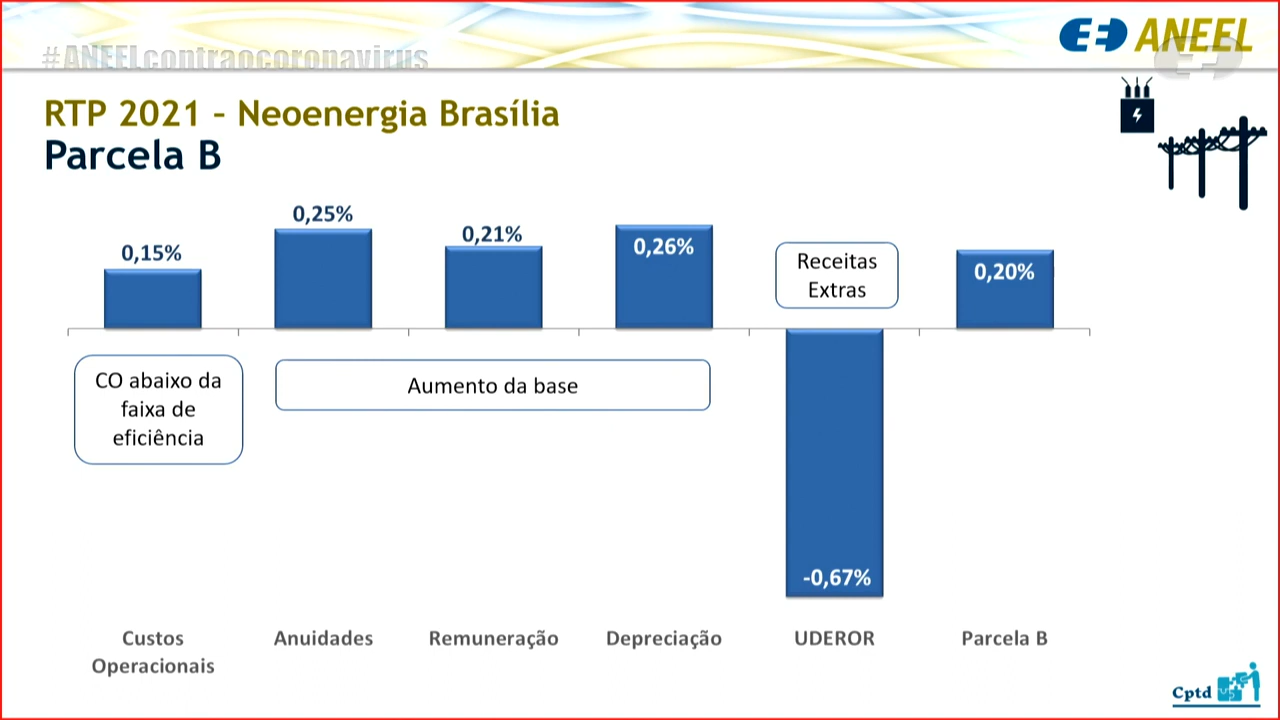 #ANEELcontraocoronavirus
ANEEL
RTP 2021 – Neoenergia Brasília
Parcela B
0,15%
0,25%
0,21%
0,26%
Receitas
Extras
0,20%
CO abaixo da
faixa de
eficiência
Aumento da base
-0,67%
Custos
Operacionais
Anuidades
Remuneração
Depreciação
UDEROR
Parcela B
Cptd